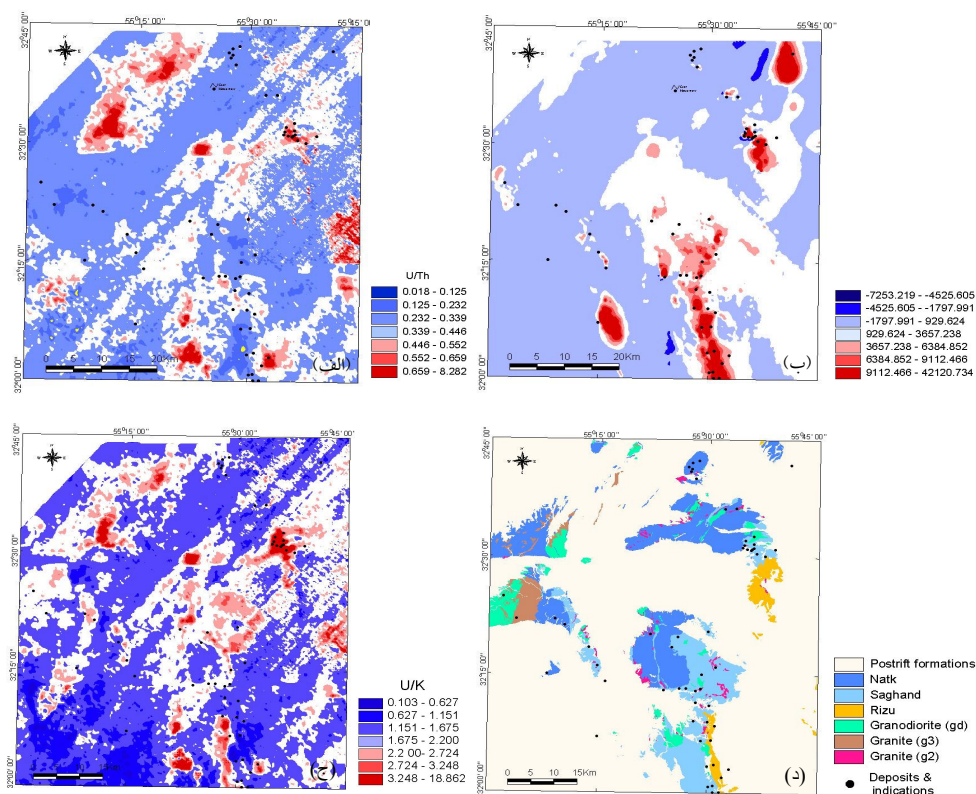 55°15' 00"
55°30' 00"
32°45' 00"
32°30' 00"
32°15' 00"
32°00' 00"
0 5 10 15 20Km
(الف)
U/Th
0.018 - 0.125
0.125 - 0.232
0.232 - 0.339
0.339 - 0.446
0.446 - 0.552
0.552 - 0.659
0.659 - 8.282
55°30' 00"
55°45' 00"
32°45' 00"
32°30' 00"
32°15' 00"
32°00' 00"
0 5 10 15 20Km
(ب)
-7253.219 - -4525.605
-4525.605 - -1797.991
-1797.991 - 929.624
929.624 - 3657.238
3657.238 - 6384.852
6384.852 - 9112.466
9112.466 - 42120.734
55°15' 00"
55°30' 00"
32°45' 00"
32°30' 00"
32°15' 00"
32°00' 00"
(ج)
U/K
0.103 - 0.627
0.627 - 1.151
1.151 - 1.675
1.675 - 2.200
2.2 00- 2.724
2.724 - 3.248
3.248 - 18.862
55°30' 00"
55°45' 00"
32°45' 00"
32°30' 00"
32°15' 00"
32°00' 00"
0 5 10 15Km
(د)
Postrift formations
Natk
Saghand
Rizu
Granodiorite (gd)
Granite (g3)
Granite (g2)
Deposits &
indications